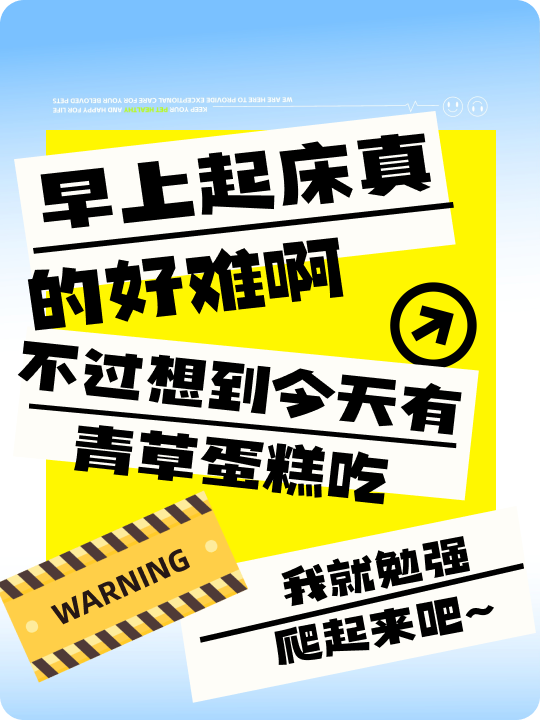 WE ARE HERE TO PROVIDE EXCEPTIONAL CARE FOR YOUR BELOVED PETS
KEEP YOUR AND HAPPY AND FOR LIFE
早上起床真
的好难啊
不过想到今天有
青草蛋糕吃
WARNING
我就勉强
爬起来吧~